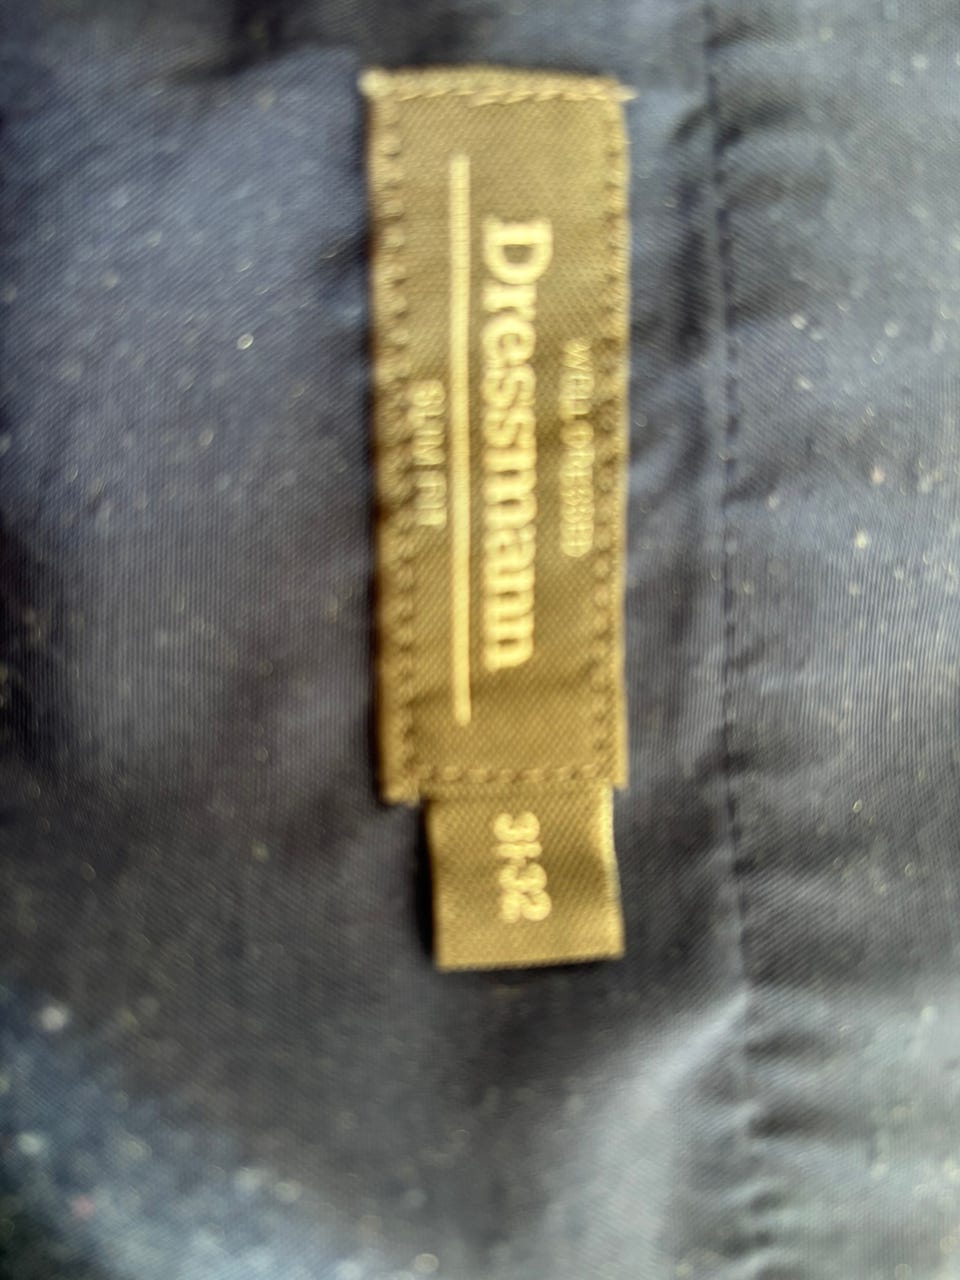 WELL DRESSED
Dressmann
SLIM FIT
31-32